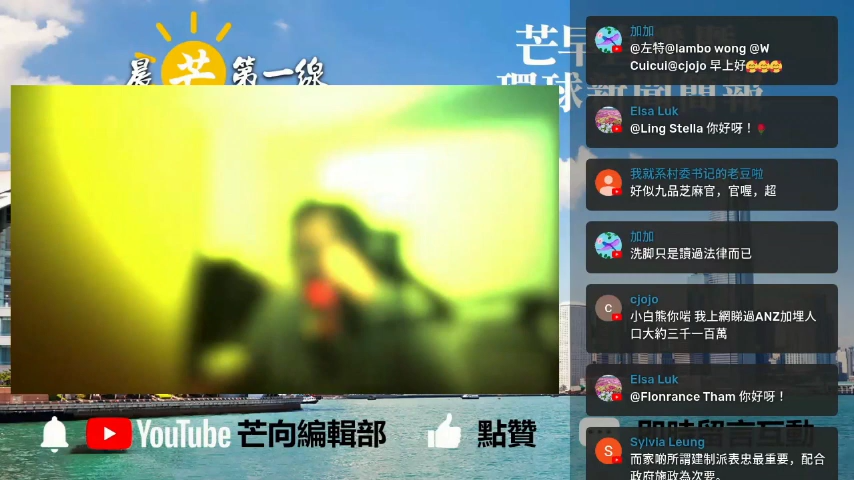 晨芒第一線
芒早
環球新聞簡報
加加
@左特@lambo wong @W
Cuicui@cjojo 早上好🥰🥰🥰
Elsa Luk
@Ling Stella 你好呀！🌹
我就系村委书记的老豆啦
好似九品芝麻官，官喔，超
加加
洗脚只是讀過法律而已
cjojo
小白熊你啱 我上網睇過ANZ加埋人
口大約三千一百萬
Elsa Luk
@Flonrance Tham 你好呀！
Sylvia Leung
而家啲所謂建制派表忠最重要，配合
政府施政為次要。
YouTube 芒向編輯部
點贊
即時留言互動